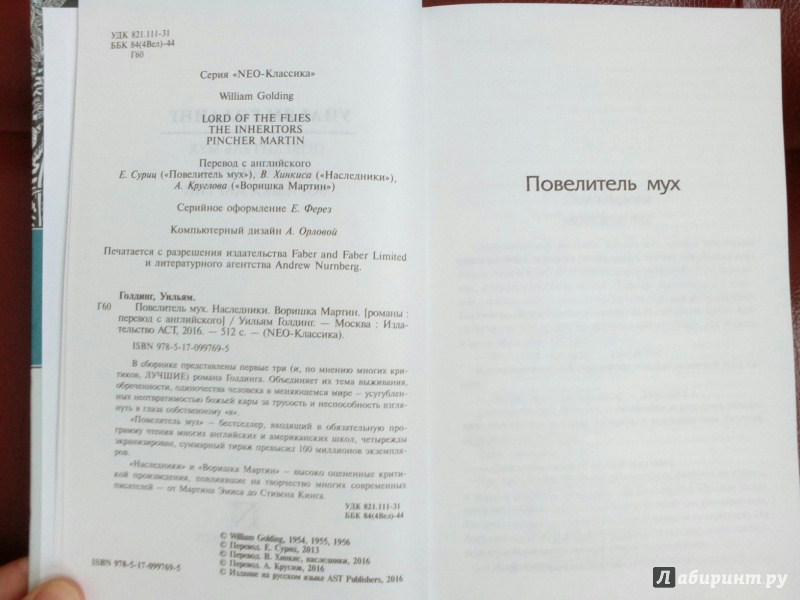 УДК 821.111-31
ББК 84(4Вел)-44
Г60
Серия «NEO-Классика»
William Golding
LORD OF THE FLIES
THE INHERITORS
PINCHER MARTIN
Перевод с английского
Е. Суриц («Повелитель мух»), В. Хинкиса («Наследники»),
А. Круглова («Воришка Мартин»)
Серийное оформление Е. Ферез
Компьютерный дизайн А. Орловой
Печатается с разрешения издательства Faber and Faber Limited
и литературного агентства Andrew Nurnberg.
Голдинг, Уильям.
Г60 Повелитель мух. Наследники. Воришка Мартин. [романы :
перевод с английского] / Уильям Голдинг. — Москва : Изда-
тельство АСТ, 2016. — 512 с. — (NEO-Классика).
ISBN 978-5-17-099769-5
В сборнике представлены первые три (и, по мнению многих кри-
тиков, ЛУЧШИЕ) романа Голдинга. Объединяет их тема выживания,
обреченности, одиночества человека в меняющемся мире — усугублен-
ных неотвратимостью божьей кары за трусость и неспособность взгля-
нуть в глаза собственному «я».
«Повелитель мух» — бестселлер, входящий в обязательную про-
грамму чтения многих английских и американских школ, четырежды
экранизирован, суммарный тираж превысил 100 миллионов экземпля-
ров.
«Наследники» и «Воришка Мартин» — высоко оцененные крити-
кой произведения, повлиявшие на творчество многих современных
писателей — от Мартина Эмиса до Стивена Кинга.
УДК 821.111-31
ББК 84(4Вел)-44
© William Golding, 1954, 1955, 1956
© Перевод. Е. Суриц, 2013
© Перевод. В. Хинкис, наследники, 2016
© Перевод. А. Круглов, 2016
ISBN 978-5-17-099769-5 © Издание на русском языке AST Publishers, 2016
Повелитель мух
Лабиринт.ру